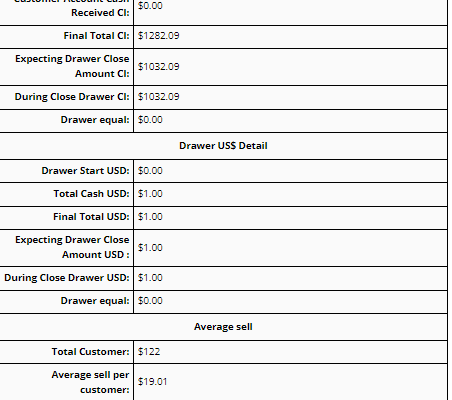 Customer Account Cash $0.00
Received CI:
Final Total CI: $1282.09
Expecting Drawer Close $1032.09
Amount CI:
During Close Drawer CI: $1032.09
Drawer equal: $0.00
Drawer US$ Detail
Drawer Start USD: $0.00
Total Cash USD: $1.00
Final Total USD: $1.00
Expecting Drawer Close $1.00
Amount USD :
During Close Drawer USD: $1.00
Drawer equal: $0.00
Average sell
Total Customer: $122
Average sell per $19.01
customer: